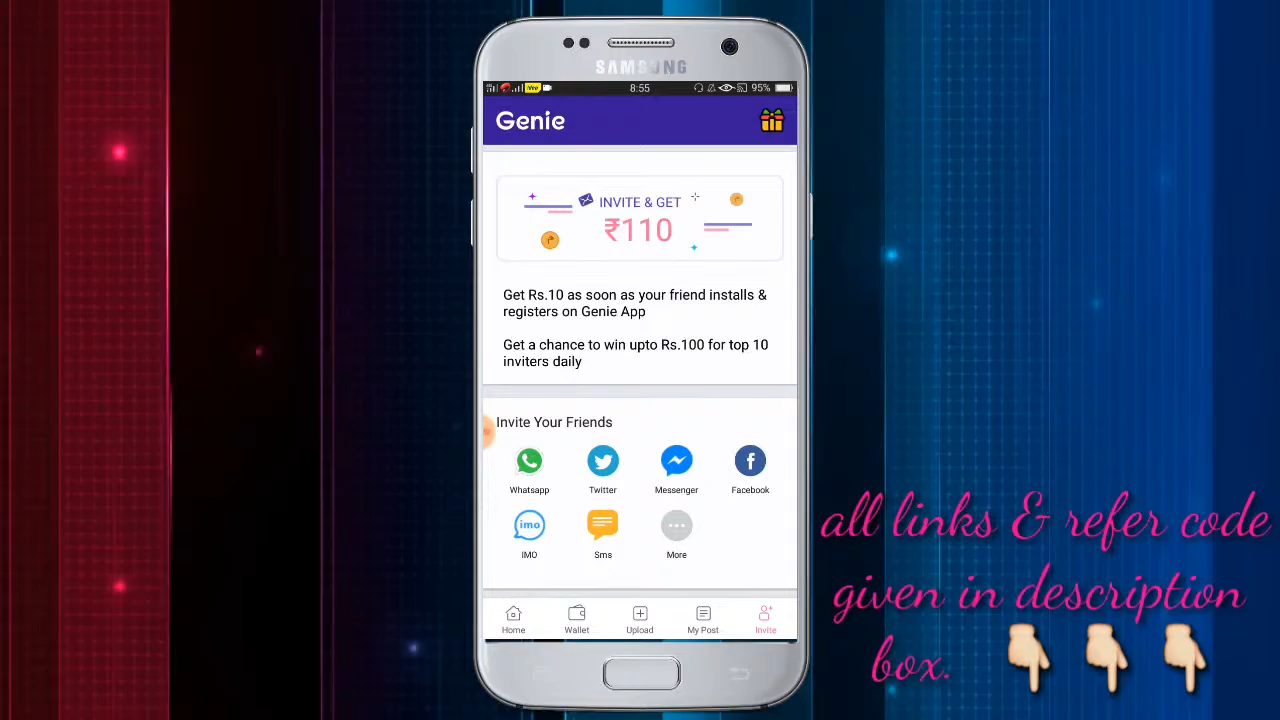 SAMSUNG
8:55
95%
Genie
INVITE & GET
₹110
Get Rs.10 as soon as your friend installs &
registers on Genie App
Get a chance to win upto Rs.100 for top 10
inviters daily
Invite Your Friends
Whatsapp
Twitter
Messenger
Facebook
imo
IMO
Sms
More
Home
Wallet
Upload
My Post
Invite
all links & refer code
given in description
box.